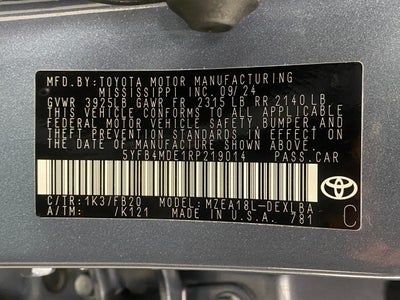 MFD.BY:TOYOTA MOTOR MANUFACTURING
MISSISSIPPI INC. 09/24
GVWR 3925LB GAWR FR 2315 LB RR 2140 LB
THIS VEHICLE CONFORMS TO ALL APPLICABLE
FEDERAL MOTOR VEHICLE SAFETY, BUMPER, AND
THEFT PREVENTION STANDARDS IN EFFECT ON
THE DATE OF MANUFACTURE SHOWN ABOVE.
5YFB4MDE1RP219014 PASS.CAR
C/TR:1K3/FB20 MODEL:MZEA18L-DEXLBA
A/TM: /K121 U.S.A. 781
TOYOTA
C